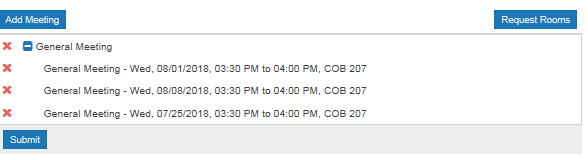 Add Meeting Request Rooms
General Meeting
General Meeting - Wed, 08/01/2018, 03:30 PM to 04:00 PM, COB 207
General Meeting - Wed, 08/08/2018, 03:30 PM to 04:00 PM, COB 207
General Meeting - Wed, 07/25/2018, 03:30 PM to 04:00 PM, COB 207
Submit